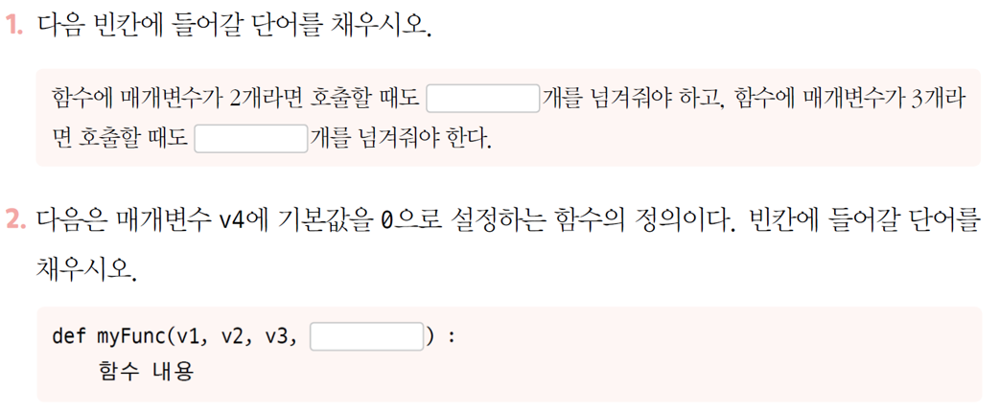 1. 다음 빈칸에 들어갈 단어를 채우시오.
함수에 매개변수가 2개라면 호출할 때도 개를 넘겨줘야 하고, 함수에 매개변수가 3개라
면 호출할 때도 개를 넘겨줘야 한다.
2. 다음은 매개변수 v4에 기본값을 0으로 설정하는 함수의 정의이다. 빈칸에 들어갈 단어를
채우시오.
def myFunc(v1, v2, v3, ) :
함수 내용